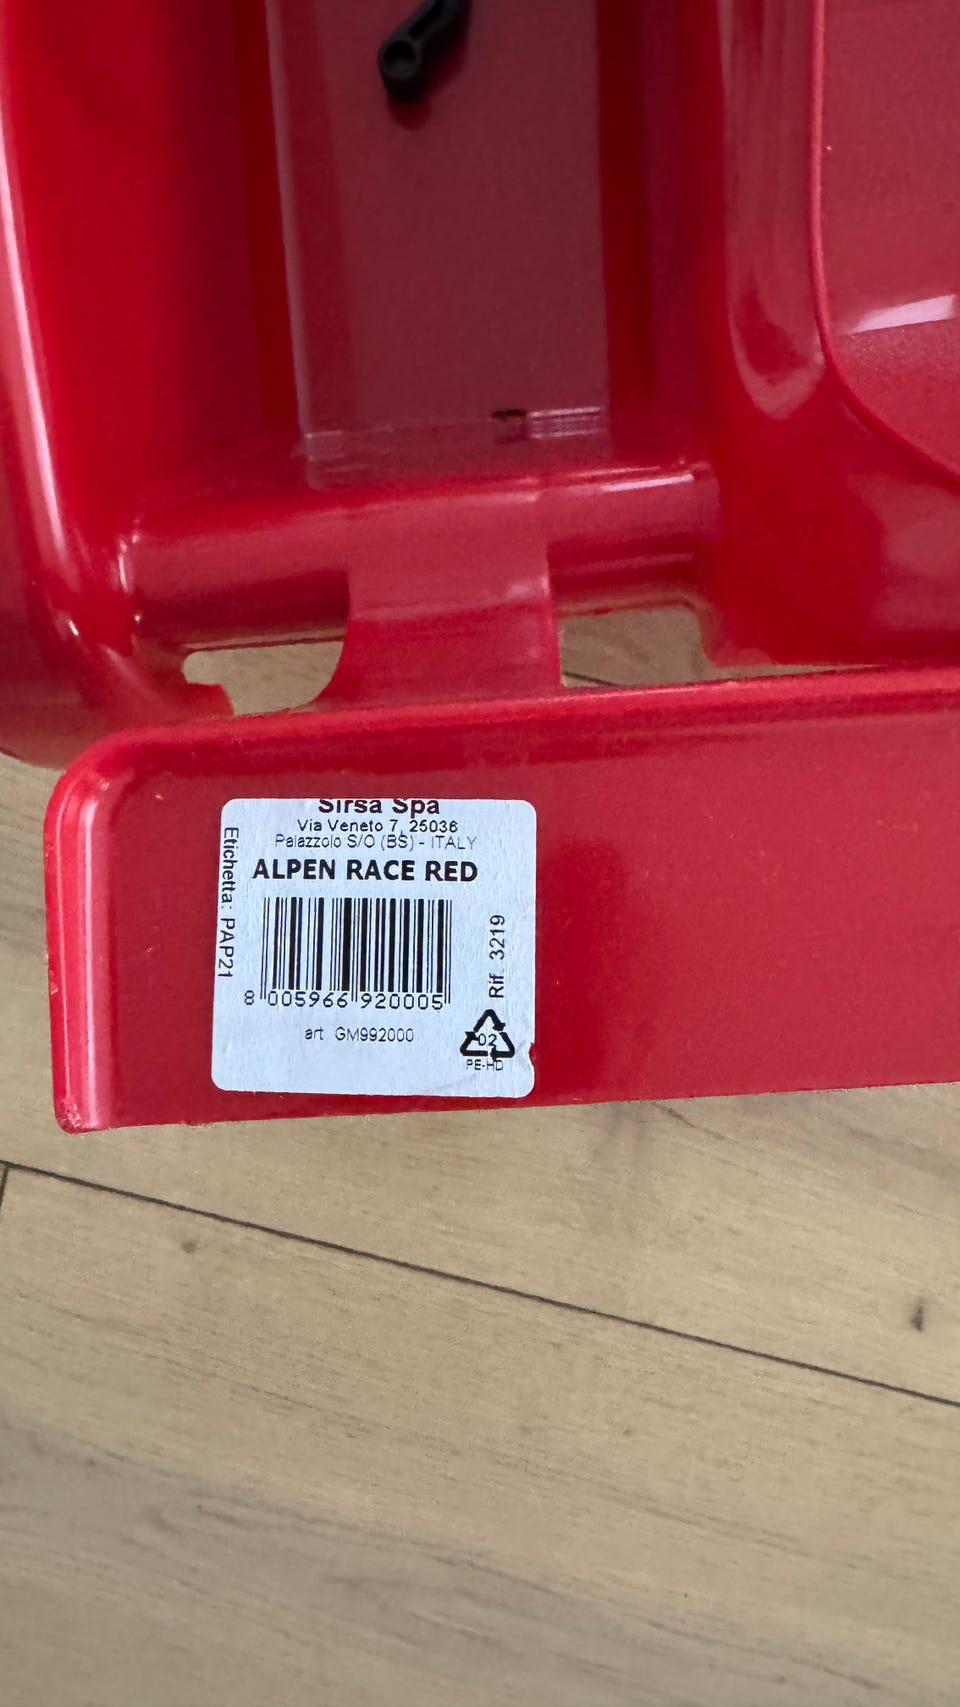 Sirsa Spa
Via Veneto 7, 25036
Palazzolo S/O (BS) - ITALY
ALPEN RACE RED
Etichetta: PAP21
Rif. 3219
8 005966 920005
art GM992000
02
PE-HD